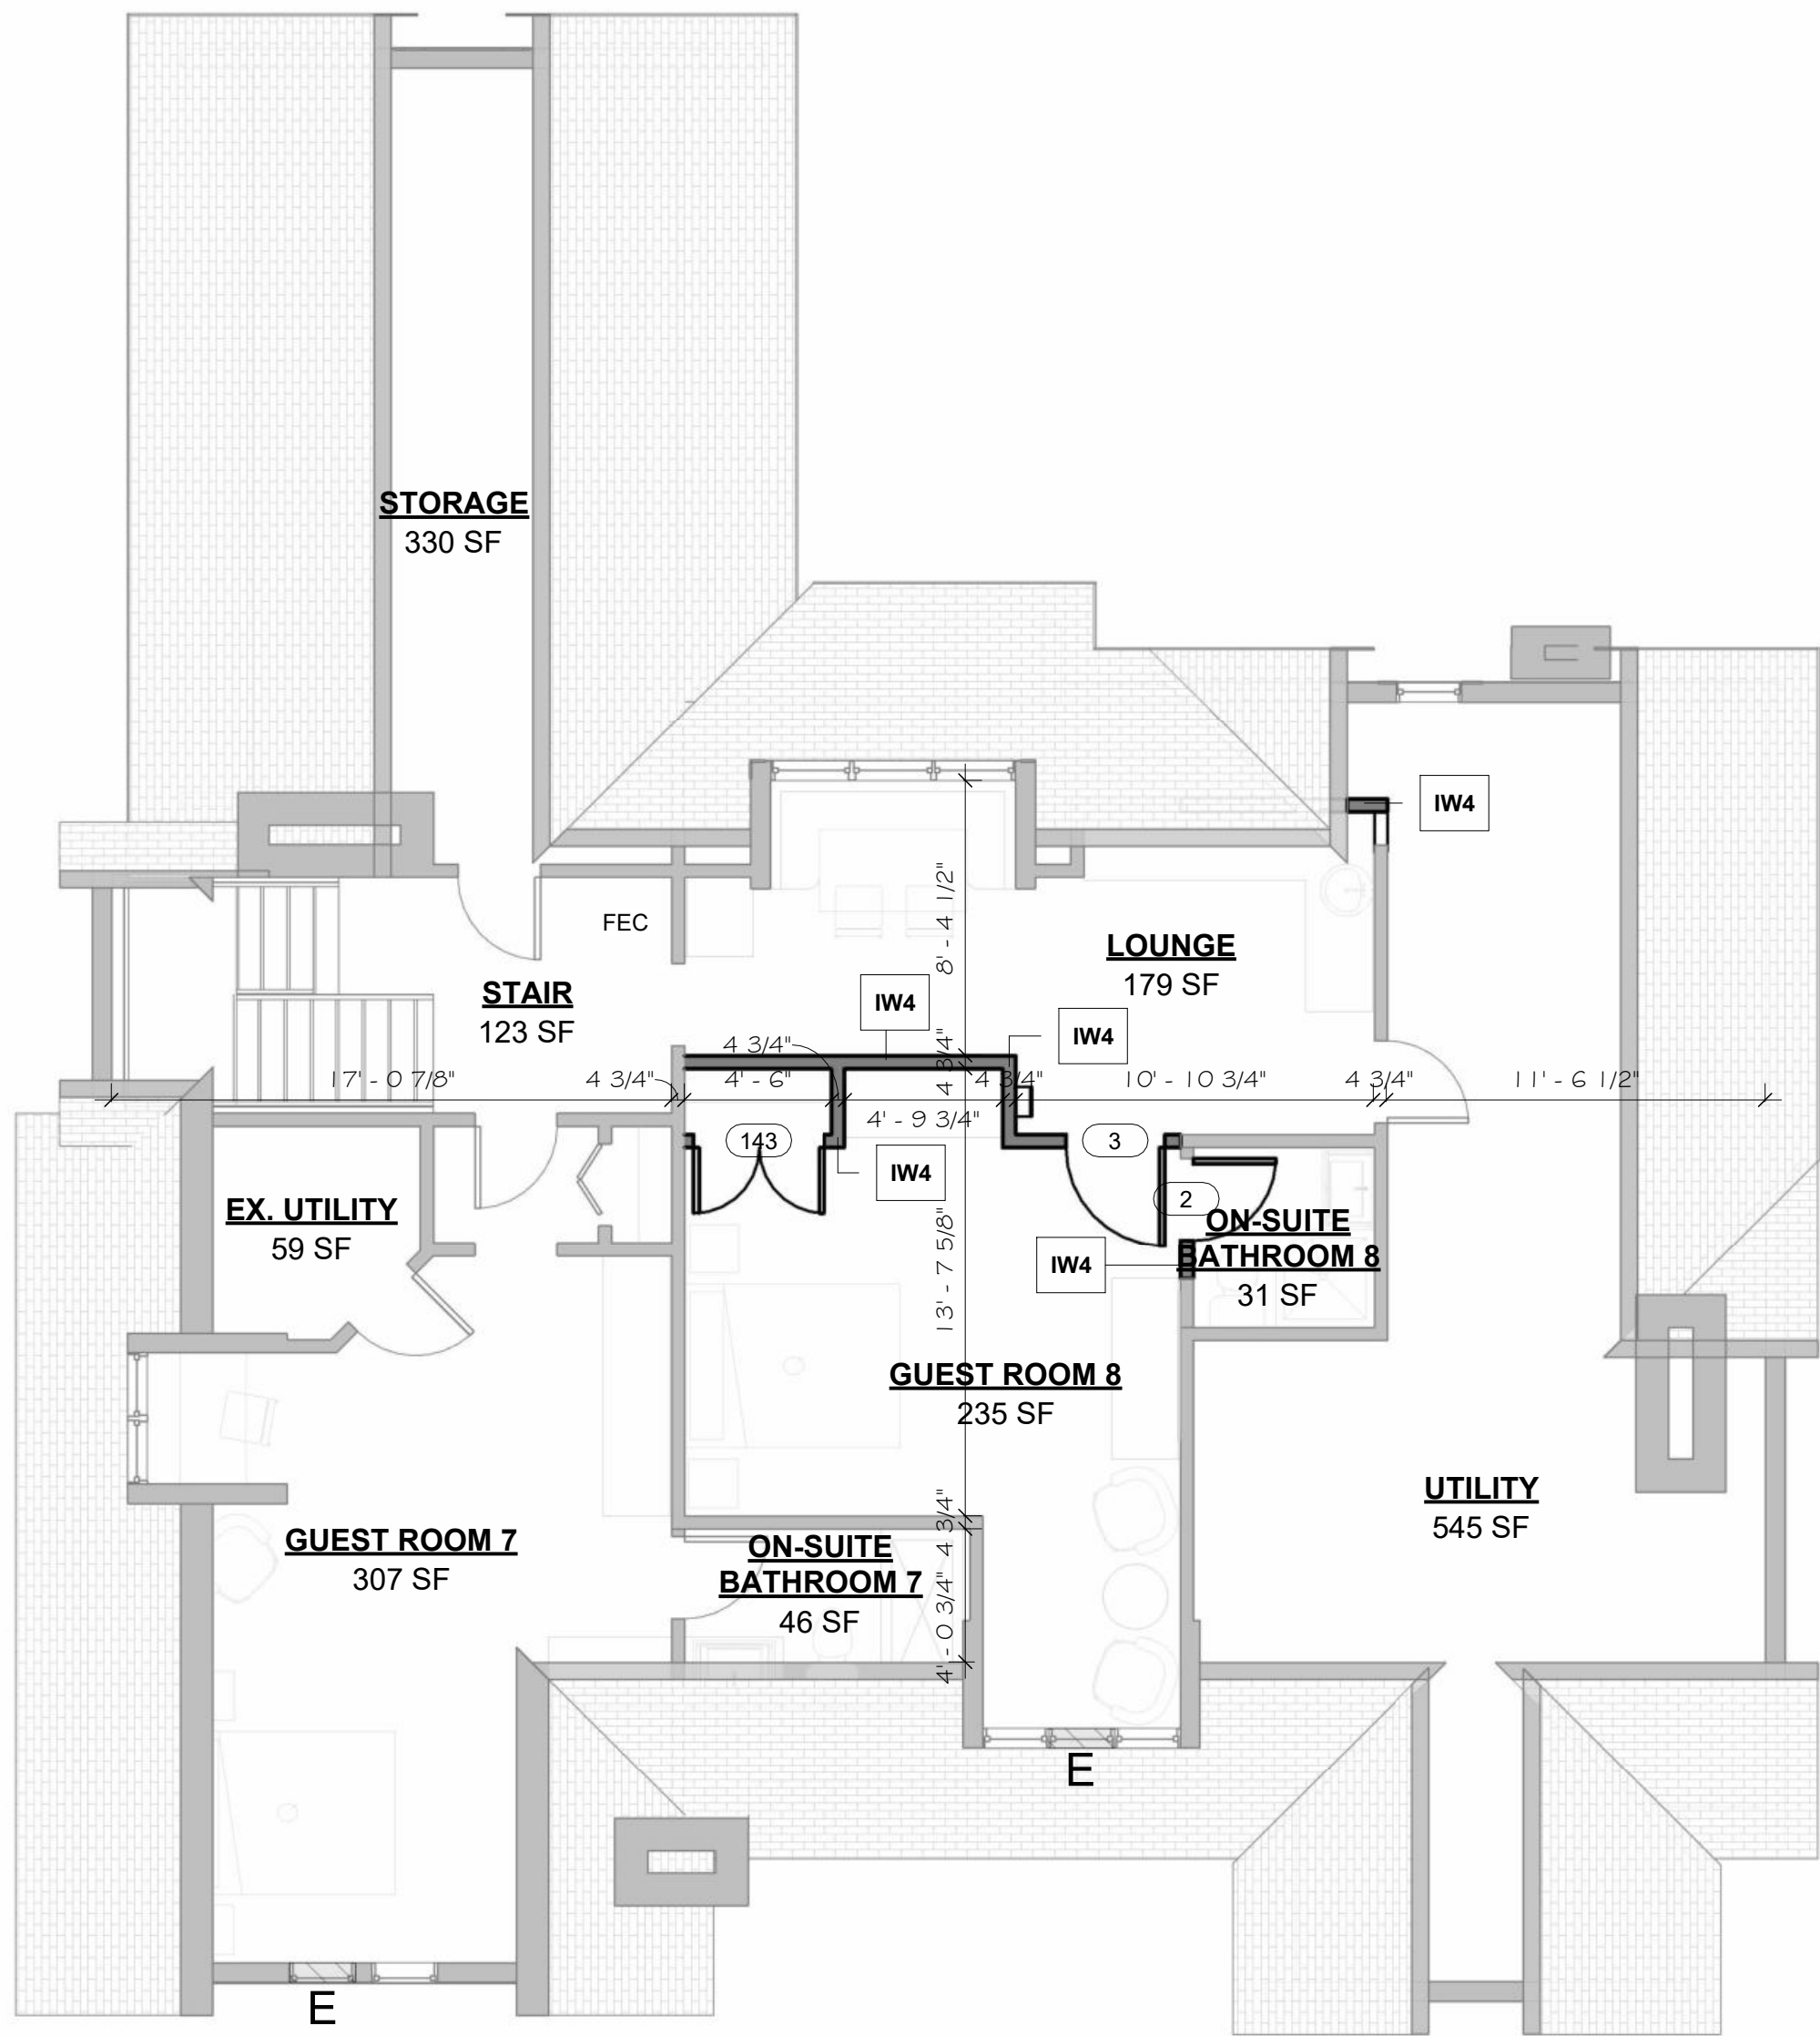 STORAGE
330 SF
IW4
FEC
8' - 4 1/2"
LOUNGE
179 SF
STAIR
123 SF
IW4
IW4
4 3/4"
4 3/4"
17' - 0 7/8"
4 3/4"
4' - 6"
4 3/4"
10' - 10 3/4"
4 3/4"
11' - 6 1/2"
4' - 9 3/4"
143
3
IW4
2
EX. UTILITY
59 SF
ON-SUITE
BATHROOM 8
31 SF
IW4
13' - 7 5/8"
GUEST ROOM 8
235 SF
UTILITY
545 SF
4 3/4"
GUEST ROOM 7
307 SF
ON-SUITE
BATHROOM 7
46 SF
4' - 0 3/4"
E
E